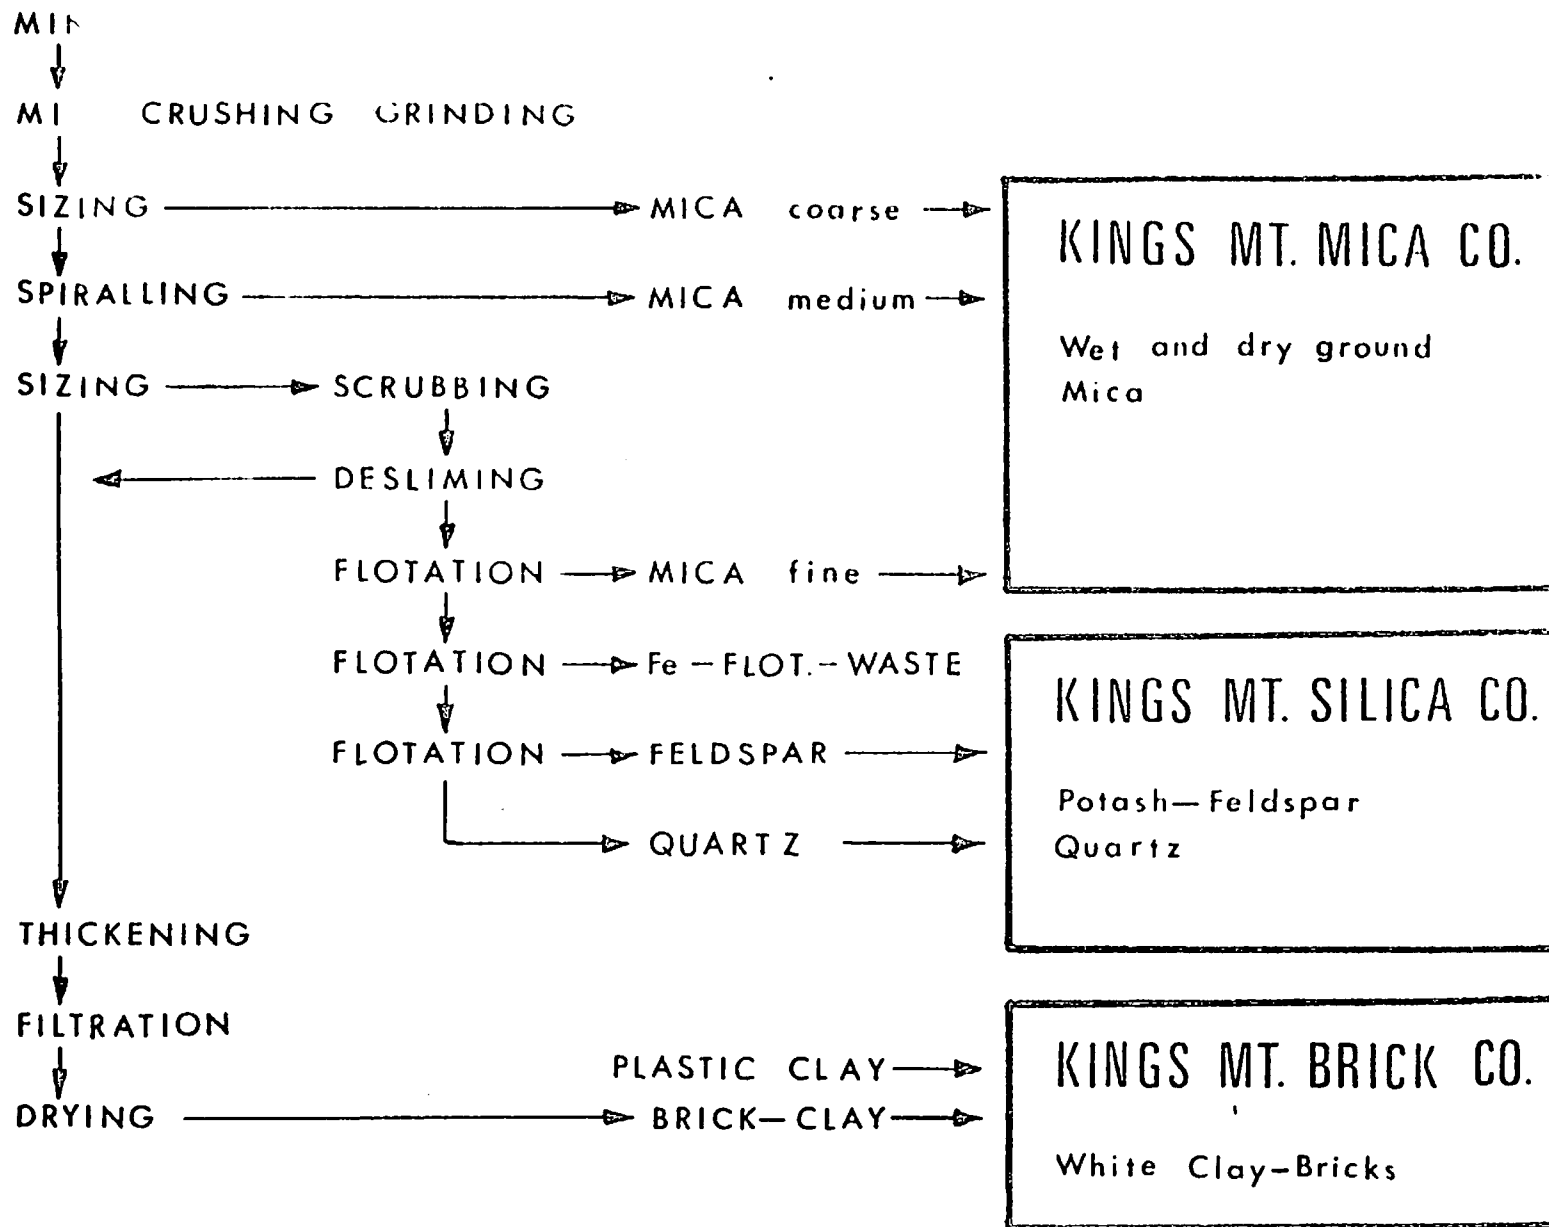 CRUSHING GRINDING
SIZING MICA coarse
KINGS MT. MICA CO.
SPIRALLING MICA medium
Wet and dry ground
Mica
SIZING SCRUBBING
DESLIMING
FLOTATION MICA fine
FLOTATION Fe-FLOT.-WASTE
KINGS MT. SILICA CO.
FLOTATION FELDSPAR
Potash-Feldspar
QUARTZ
Quartz
THICKENING
FILTRATION
KINGS MT. BRICK CO.
PLASTIC CLAY
DRYING BRICK-CLAY
White Clay-Bricks